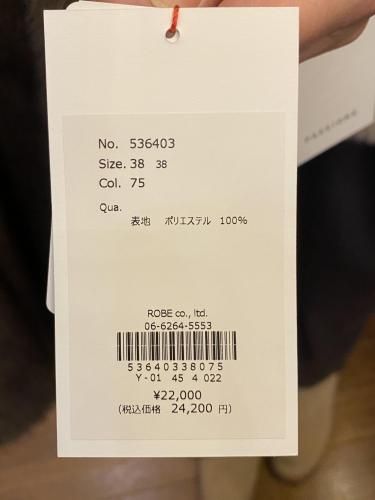 No. 536403
Size. 38 38
Col. 75
Qua.
表地 ポリエステル 100%
ROBE co., ltd.
06-6264-5553
53640338075
Y-01 45 4 022
¥22,000
(税込価格 24,200 円)
PASSIONE